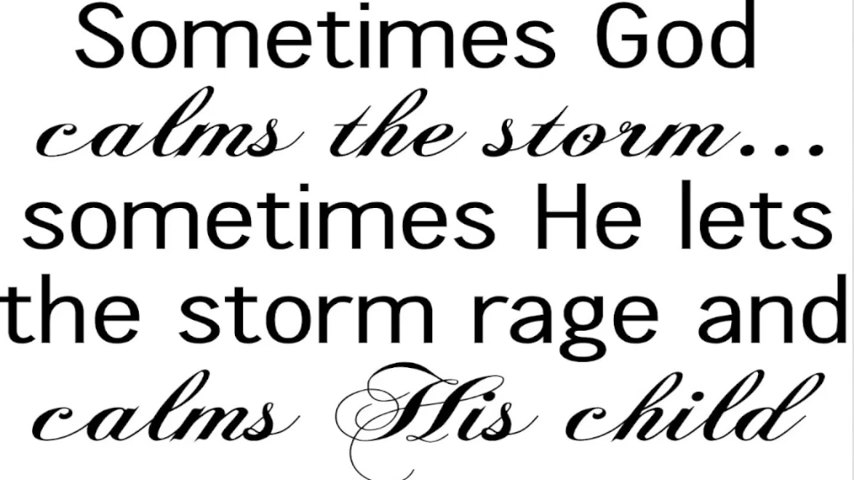 Sometimes God
calms the storm...
sometimes He lets
the storm rage and
calms His child